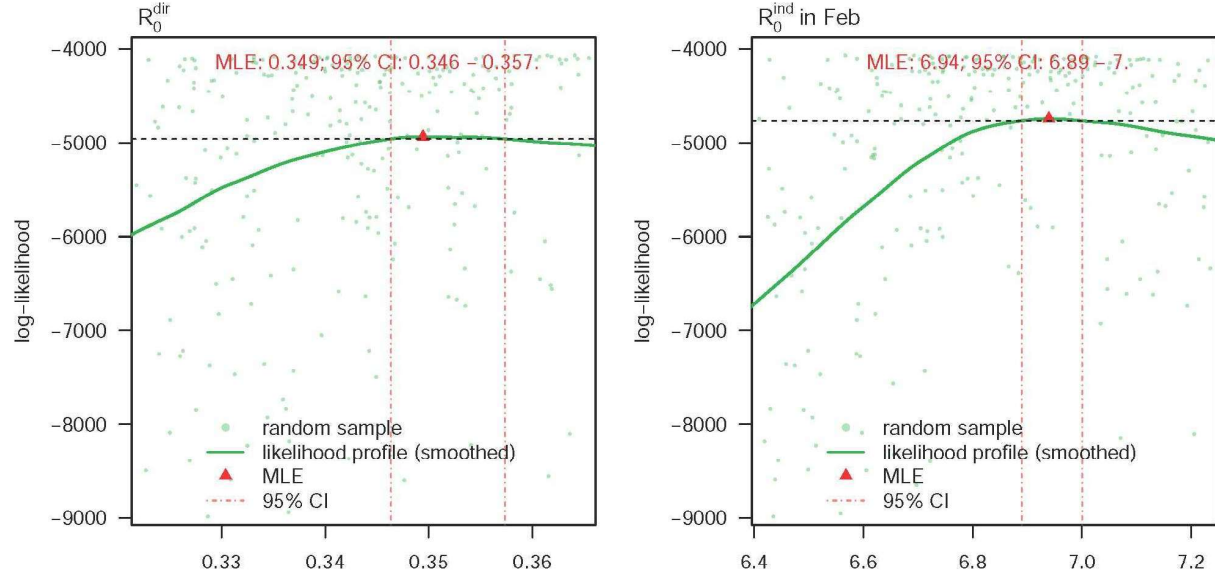 R₀ᵈⁱʳ
MLE: 0.349; 95% CI: 0.346 – 0.357.
log−likelihood
−4000
−5000
−6000
−7000
−8000
−9000
random sample
likelihood profile (smoothed)
MLE
95% CI
0.33 0.34 0.35 0.36
R₀ⁱⁿᵈ in Feb
MLE: 6.94; 95% CI: 6.89 – 7.
log−likelihood
−4000
−5000
−6000
−7000
−8000
−9000
random sample
likelihood profile (smoothed)
MLE
95% CI
6.4 6.6 6.8 7.0 7.2